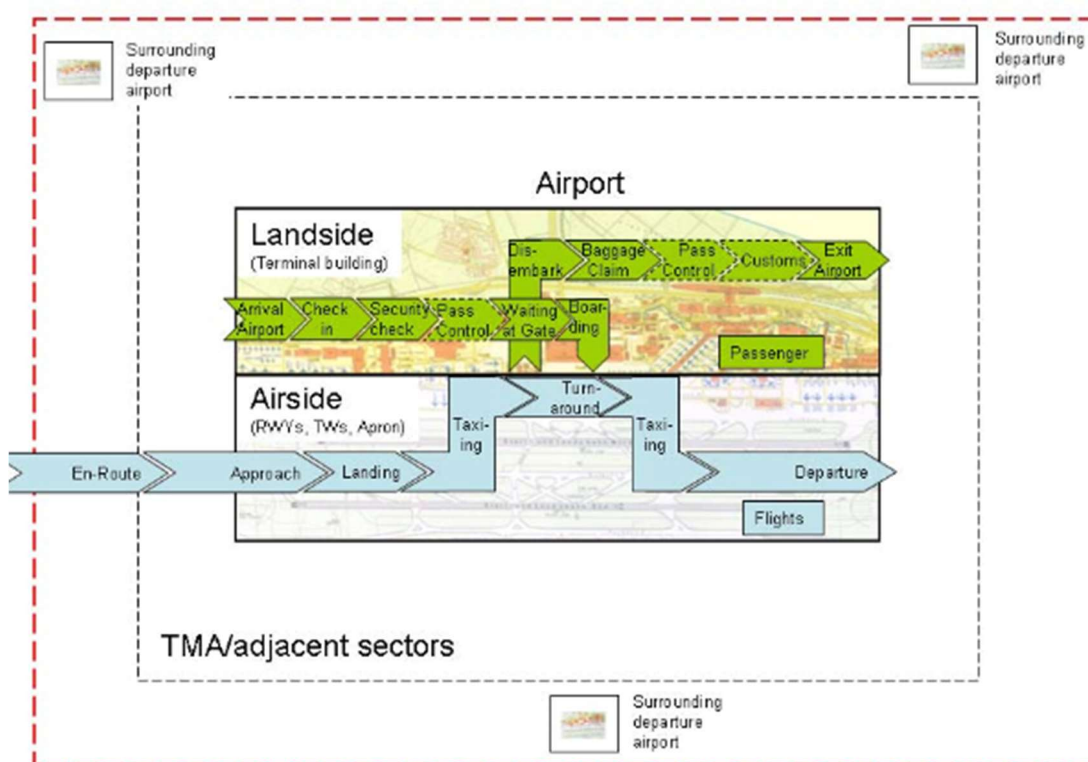 Surrounding
departure
airport
Surrounding
departure
airport
Airport
Landside
(Terminal building)
Dis-
embark
Baggage
Claim
Pass
Control
Customs
Exit
Airport
Arrival
Airport
Check
in
Security
check
Pass
Control
Waiting
at Gate
Boar-
ding
Passenger
Airside
(RWYs, TWs, Apron)
Taxi-
ing
Turn-
around
Taxi-
ing
En-Route
Approach
Landing
Departure
Flights
TMA/adjacent sectors
Surrounding
departure
airport